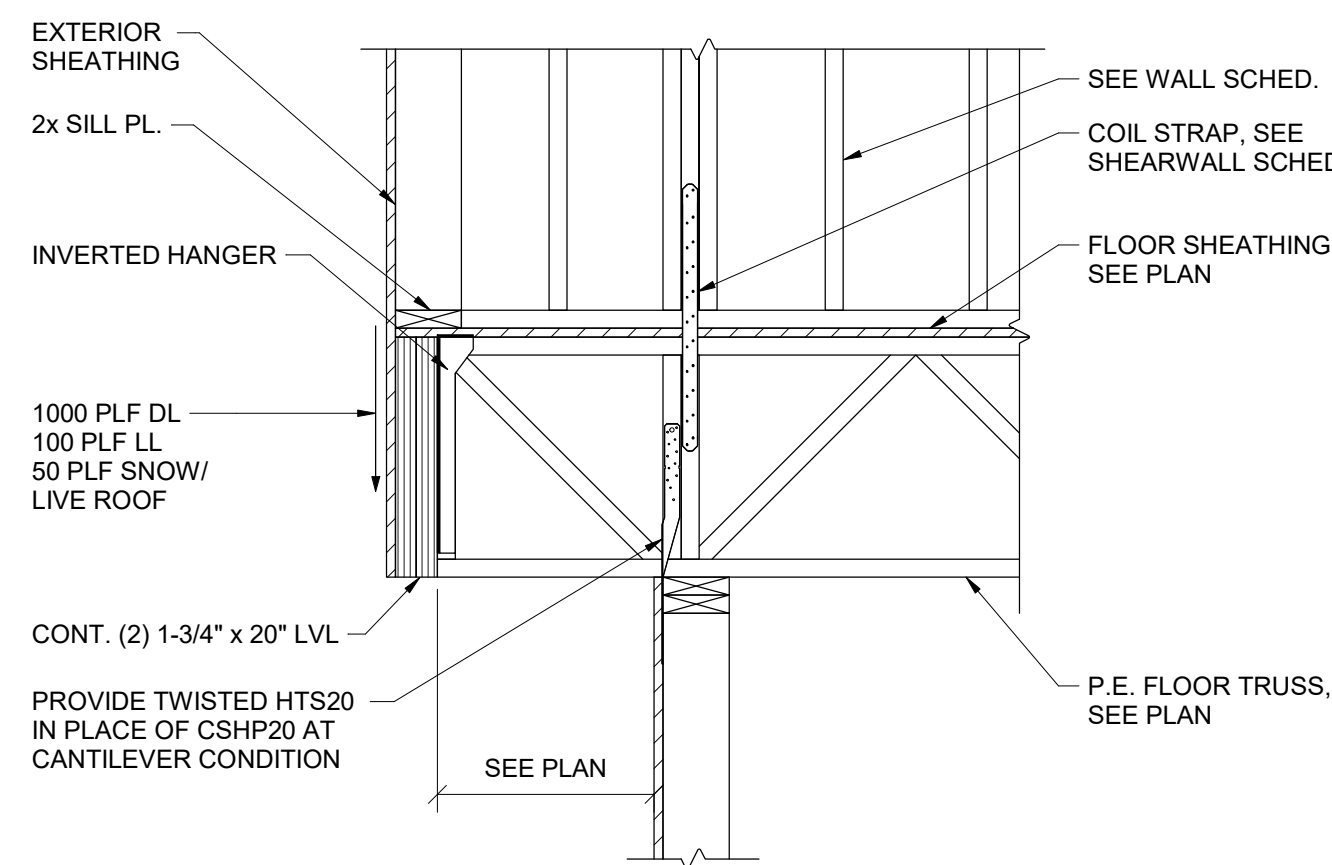 EXTERIOR
SHEATHING
2x SILL PL.
INVERTED HANGER
1000 PLF DL
100 PLF LL
50 PLF SNOW/
LIVE ROOF
CONT. (2) 1-3/4" x 20" LVL
PROVIDE TWISTED HTS20
IN PLACE OF CSHP20 AT
CANTILEVER CONDITION
SEE PLAN
SEE WALL SCHED.
COIL STRAP, SEE
SHEARWALL SCHED
FLOOR SHEATHING
SEE PLAN
P.E. FLOOR TRUSS,
SEE PLAN